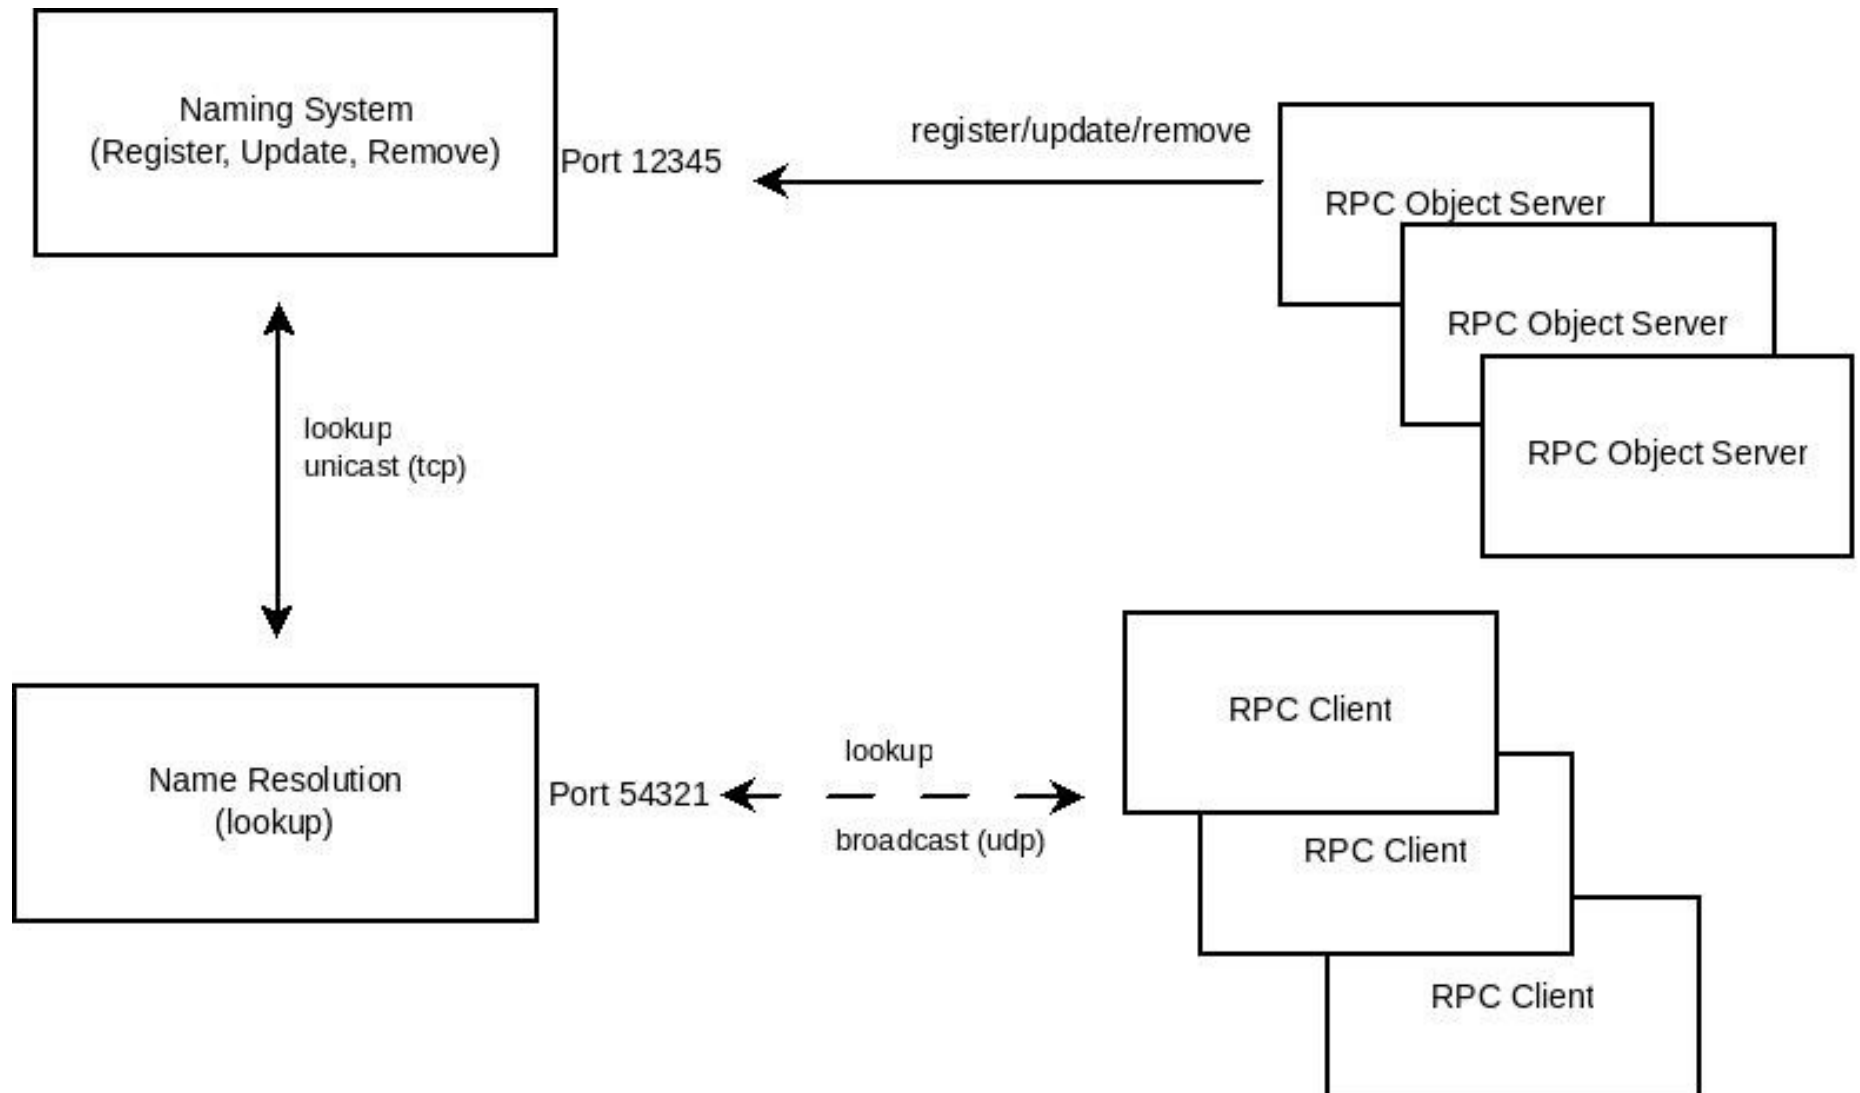 Naming System
(Register, Update, Remove)
Port 12345
register/update/remove
RPC Object Server
RPC Object Server
RPC Object Server
lookup
unicast (tcp)
Name Resolution
(lookup)
Port 54321
lookup
broadcast (udp)
RPC Client
RPC Client
RPC Client